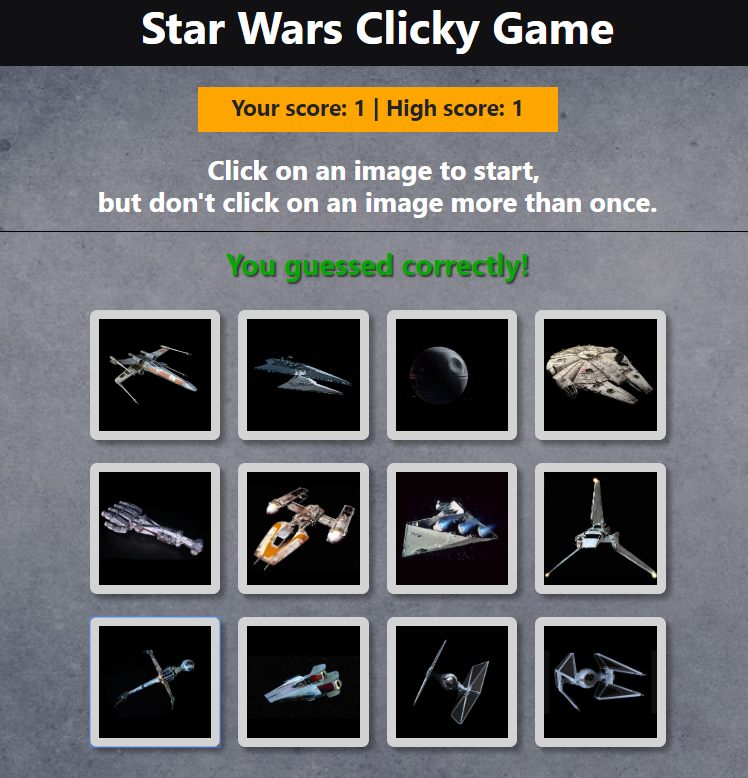 Star Wars Clicky Game
Your score: 1 | High score: 1
Click on an image to start,
but don't click on an image more than once.
You guessed correctly!